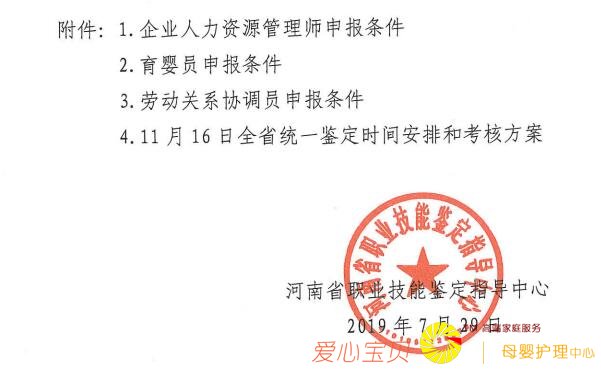 附件：1.企业人力资源管理师申报条件
2.育婴员申报条件
3.劳动关系协调员申报条件
4.11月16日全省统一鉴定时间安排和考核方案
河南省职业技能鉴定指导中心
河南省职业技能鉴定指导中心
2019年7月29日
爱心宝贝
高端家庭服务
母婴护理中心